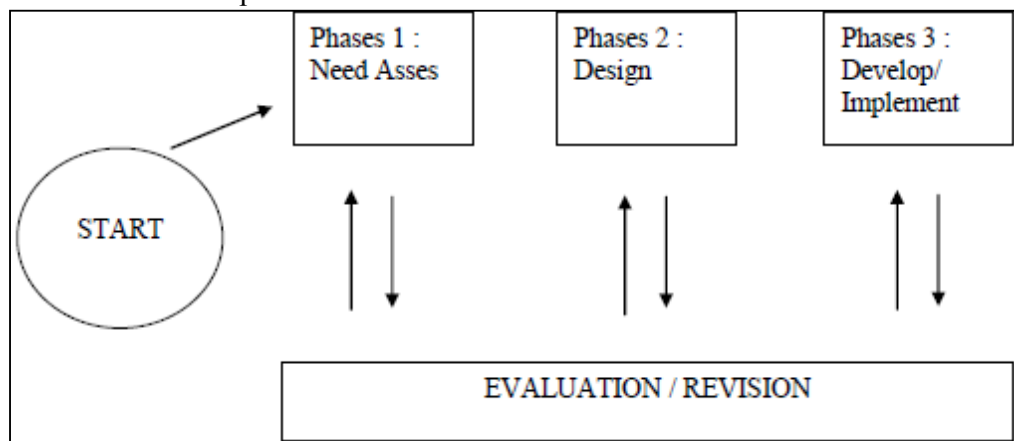 Phases 1 :
Need Asses
Phases 2 :
Design
Phases 3 :
Develop/
Implement
START
EVALUATION / REVISION